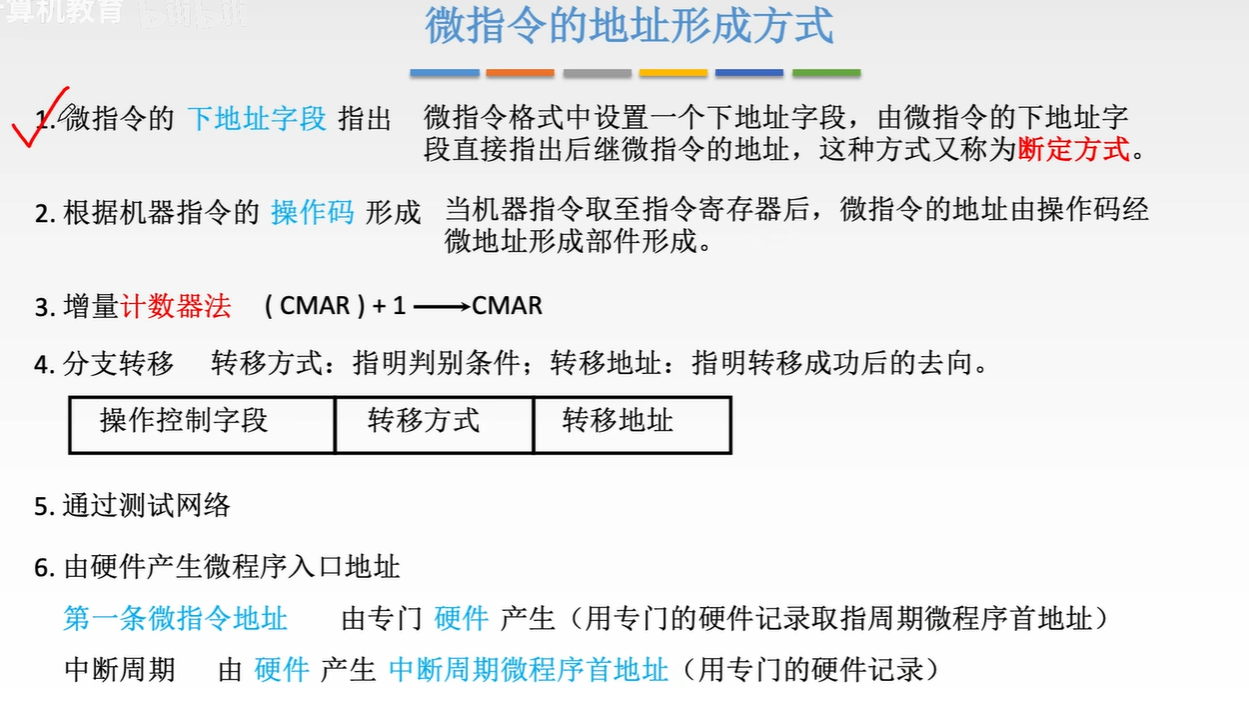 算机教育
微指令的地址形成方式
1. 微指令的 下地址字段 指出 微指令格式中设置一个下地址字段，由微指令的下地址字
段直接指出后继微指令的地址，这种方式又称为断定方式。
2. 根据机器指令的 操作码 形成 当机器指令取至指令寄存器后，微指令的地址由操作码经
微地址形成部件形成。
3. 增量计数器法 ( CMAR ) + 1 ⟶ CMAR
4. 分支转移 转移方式：指明判别条件；转移地址：指明转移成功后的去向。
操作控制字段 转移方式 转移地址
5. 通过测试网络
6. 由硬件产生微程序入口地址
第一条微指令地址 由专门 硬件 产生（用专门的硬件记录取指周期微程序首地址）
中断周期 由 硬件 产生 中断周期微程序首地址（用专门的硬件记录）